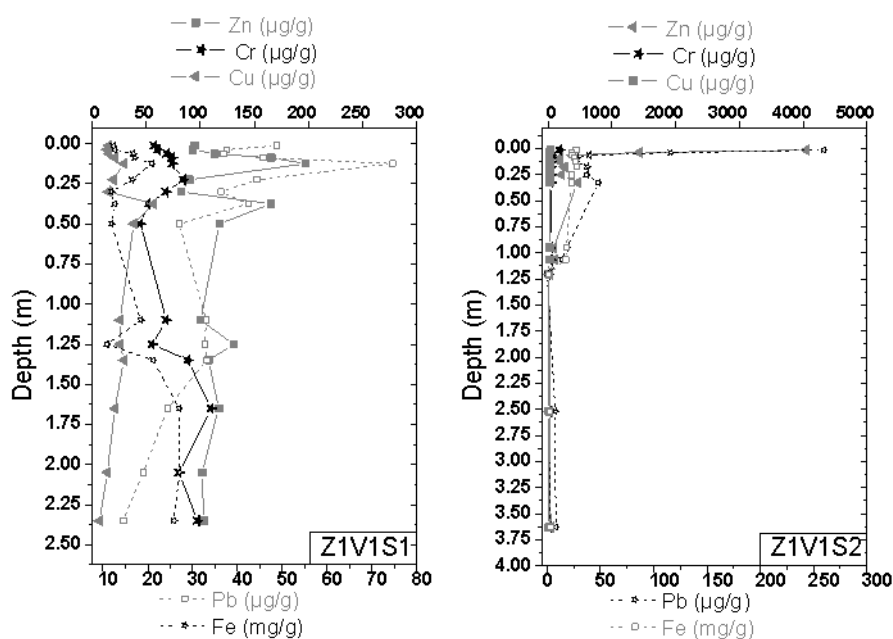 Zn (µg/g) Zn (µg/g)
Cr (µg/g) Cr (µg/g)
Cu (µg/g) Cu (µg/g)
0 50 100 150 200 250 300 0 1000 2000 3000 4000 5000
0.00 0.00
0.25 0.25
0.50 0.50
0.75 0.75
1.00 1.00
1.25 1.25
1.50 1.50
1.75 1.75
2.00 2.00
2.25 2.50
2.50 3.00
3.25
3.50
3.75
4.00
Depth (m) Depth (m)
Z1V1S1 Z1V1S2
10 20 30 40 50 60 70 80 0 50 100 150 200 250 300
Pb (µg/g) Pb (µg/g)
Fe (mg/g) Fe (mg/g)